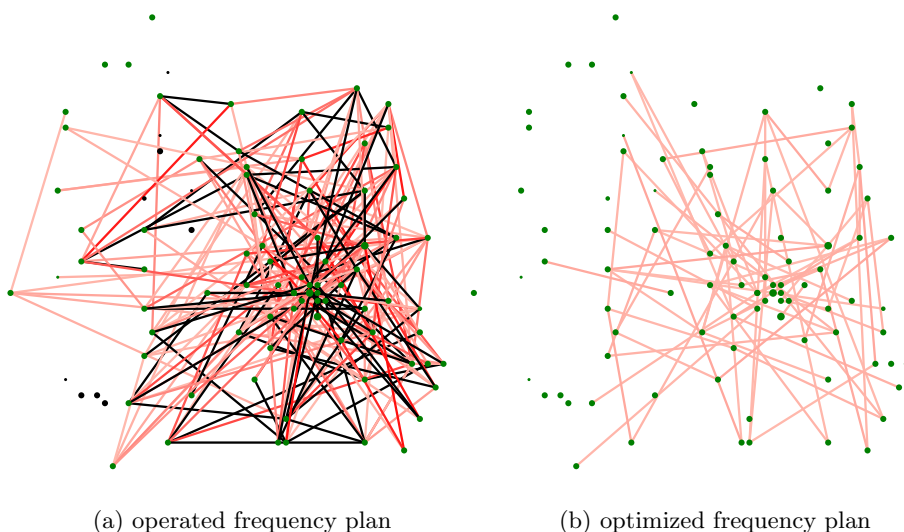 (a) operated frequency plan
(b) optimized frequency plan